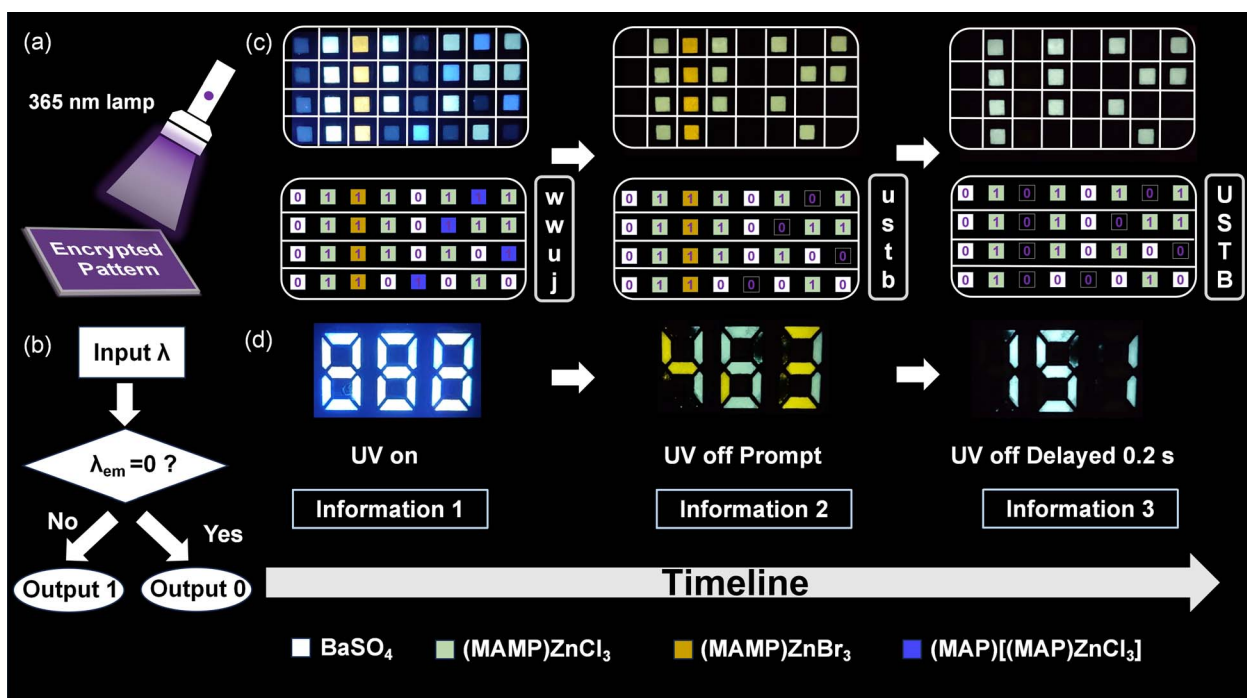 (a)
365 nm lamp
Encrypted
Pattern
(b)
Input λ
λem =0 ?
No
Yes
Output 1
Output 0
(c)
0 1 1 1 0 1 1 1
0 1 1 1 0 1 1 1
0 1 1 1 0 1 0 1
0 1 1 0 1 0 1 0
w
w
u
j
0 1 1 1 0 1 0 1
0 1 1 1 0 0 1 1
0 1 1 1 0 1 0 0
0 1 1 0 0 0 1 0
u
s
t
b
0 1 0 1 0 1 0 1
0 1 0 1 0 0 1 1
0 1 0 1 0 1 0 0
0 1 0 0 0 0 1 0
U
S
T
B
(d)
888
463
151
UV on
UV off Prompt
UV off Delayed 0.2 s
Information 1
Information 2
Information 3
Timeline
BaSO₄
(MAMP)ZnCl₃
(MAMP)ZnBr₃
(MAP)[(MAP)ZnCl₃]